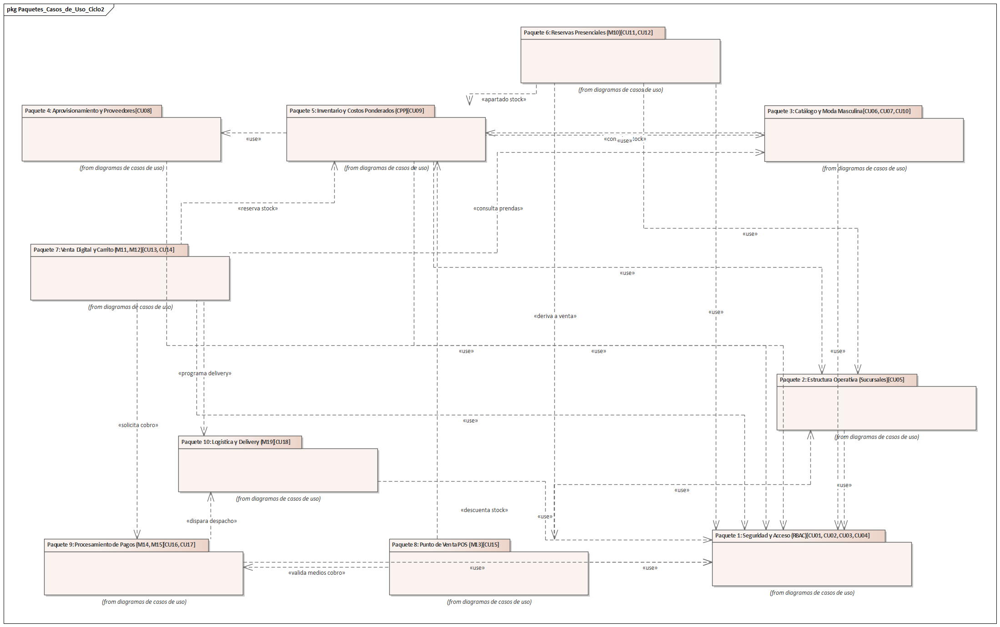 pkg Paquetes_Casos_de_Uso_Ciclo2
Paquete 6: Reservas Presenciales (M10)[CU11, CU12]
(from diagramas de casos de uso)
«apartado stock»
Paquete 4: Aprovisionamiento y Proveedores[CU08]
Paquete 5: Inventario y Costos Ponderados (CPP)[CU09]
Paquete 3: Catálogo y Moda Masculina[CU06, CU07, CU10]
«use»
«use»
(from diagramas de casos de uso)
(from diagramas de casos de uso)
(from diagramas de casos de uso)
«reserva stock»
«consulta prendas»
«use»
Paquete 7: Venta Digital y Carrito (M11, M12)[CU13, CU14]
«use»
(from diagramas de casos de uso)
«deriva a venta»
«use»
«use»
«use»
«use»
«programa delivery»
Paquete 2: Estructura Operativa (Sucursales)[CU05]
«use»
«solicita cobro»
(from diagramas de casos de uso)
Paquete 10: Logística y Delivery (M19)[CU18]
«use»
«use»
(from diagramas de casos de uso)
«descuenta stock»
«use»
«dispara despacho»
Paquete 9: Procesamiento de Pagos (M14, M15)[CU16, CU17]
Paquete 8: Punto de Venta POS (M13)[CU15]
Paquete 1: Seguridad y Acceso (RBAC)[CU01, CU02, CU03, CU04]
«valida medios cobro»
«use»
«use»
(from diagramas de casos de uso)
(from diagramas de casos de uso)
(from diagramas de casos de uso)